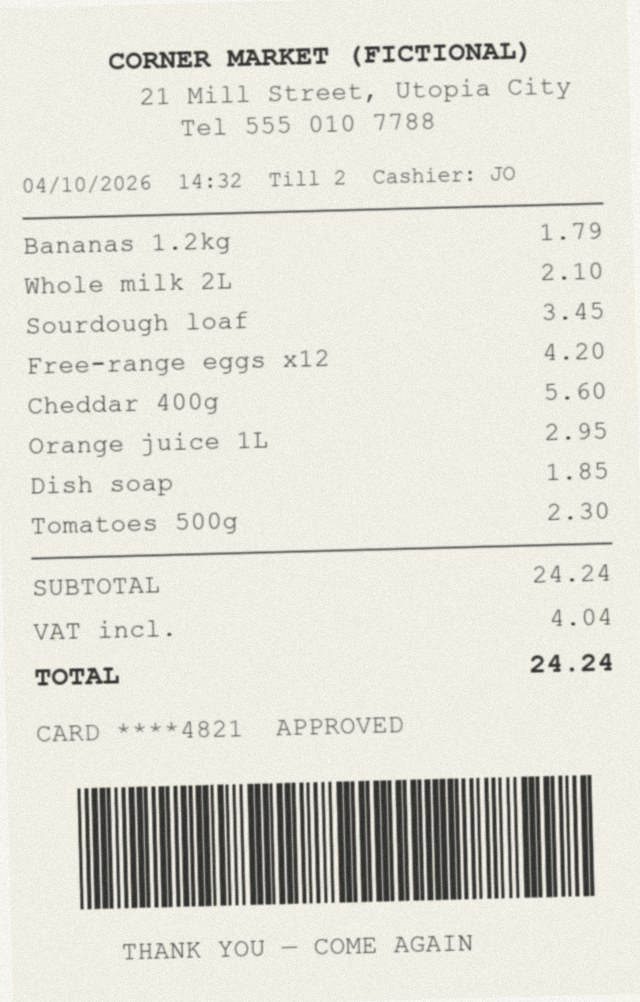 CORNER MARKET (FICTIONAL)
21 Mill Street, Utopia City
Tel 555 010 7788
04/10/2026 14:32 Till 2 Cashier: JO
Bananas 1.2kg 1.79
Whole milk 2L 2.10
Sourdough loaf 3.45
Free-range eggs x12 4.20
Cheddar 400g 5.60
Orange juice 1L 2.95
Dish soap 1.85
Tomatoes 500g 2.30
SUBTOTAL 24.24
VAT incl. 4.04
TOTAL 24.24
CARD ****4821 APPROVED
THANK YOU – COME AGAIN